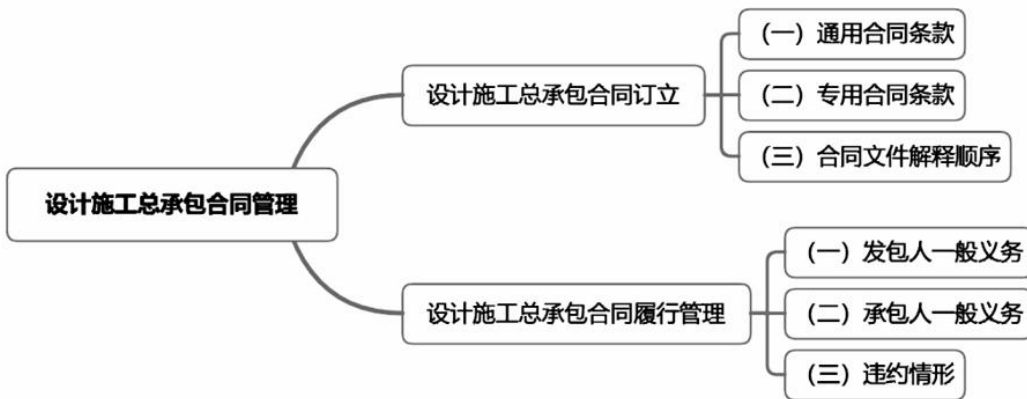 设计施工总承包合同管理
设计施工总承包合同订立
（一）通用合同条款
（二）专用合同条款
（三）合同文件解释顺序
设计施工总承包合同履行管理
（一）发包人一般义务
（二）承包人一般义务
（三）违约情形